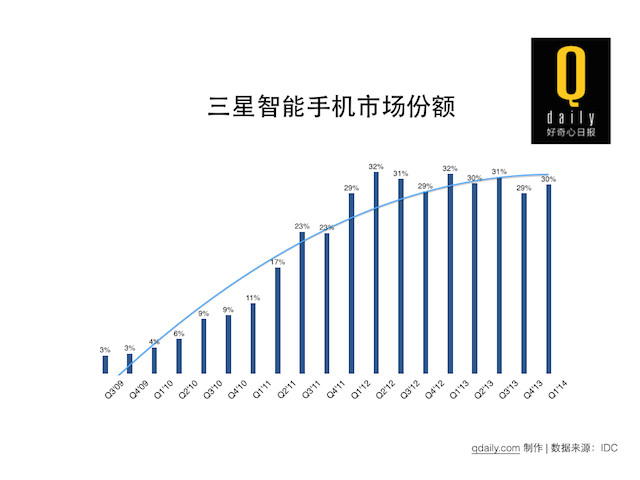 Q
daily
好奇心日报
三星智能手机市场份额
3%
3%
4%
6%
9%
9%
11%
17%
23%
23%
29%
32%
31%
29%
32%
30%
31%
29%
30%
Q3'09
Q4'09
Q1'10
Q2'10
Q3'10
Q4'10
Q1'11
Q2'11
Q3'11
Q4'11
Q1'12
Q2'12
Q3'12
Q4'12
Q1'13
Q2'13
Q3'13
Q4'13
Q1'14
qdaily.com 制作 | 数据来源：IDC